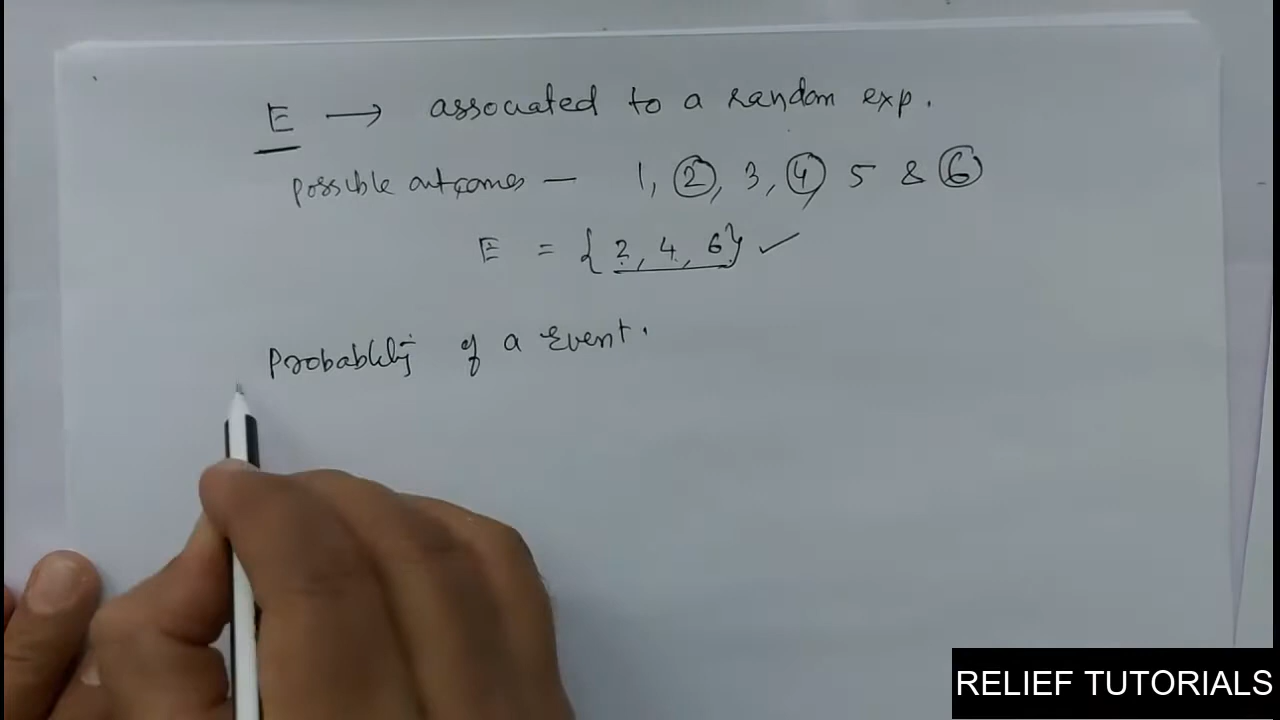 E → associated to a random exp.
possible outcomes — 1, 2, 3, 4, 5 & 6
E = {2, 4, 6} ✓
Probability of a Event.
RELIEF TUTORIALS